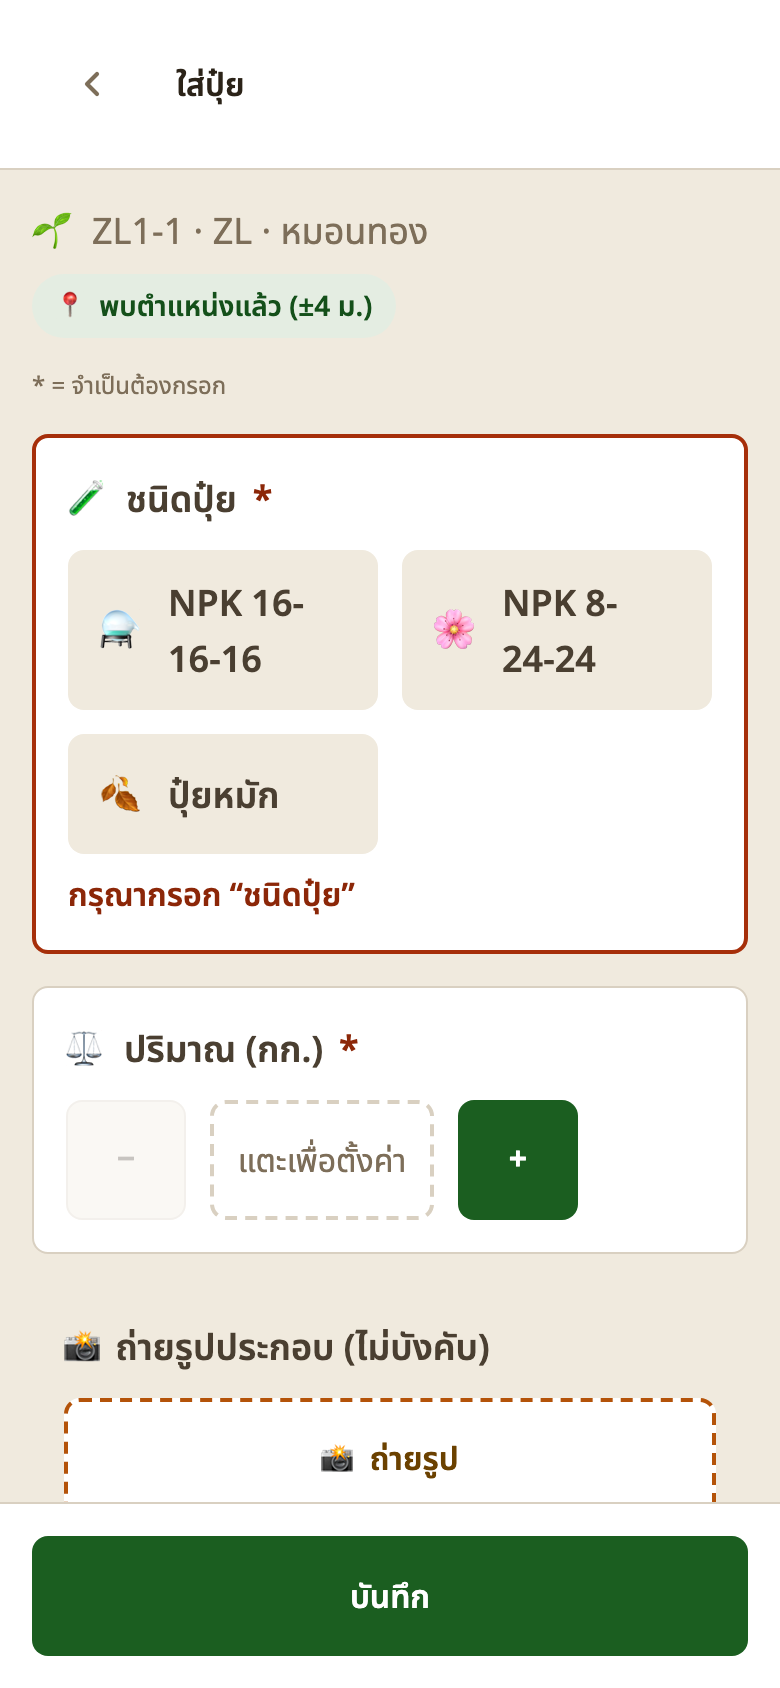 ใส่ปุ๋ย
ZL1-1 · ZL · หมอนทอง
พบตำแหน่งแล้ว (±4 ม.)
* = จำเป็นต้องกรอก
ชนิดปุ๋ย *
NPK 16-
16-16
NPK 8-
24-24
ปุ๋ยหมัก
กรุณากรอก “ชนิดปุ๋ย”
ปริมาณ (กก.) *
− แตะเพื่อตั้งค่า +
ถ่ายรูปประกอบ (ไม่บังคับ)
ถ่ายรูป
บันทึก